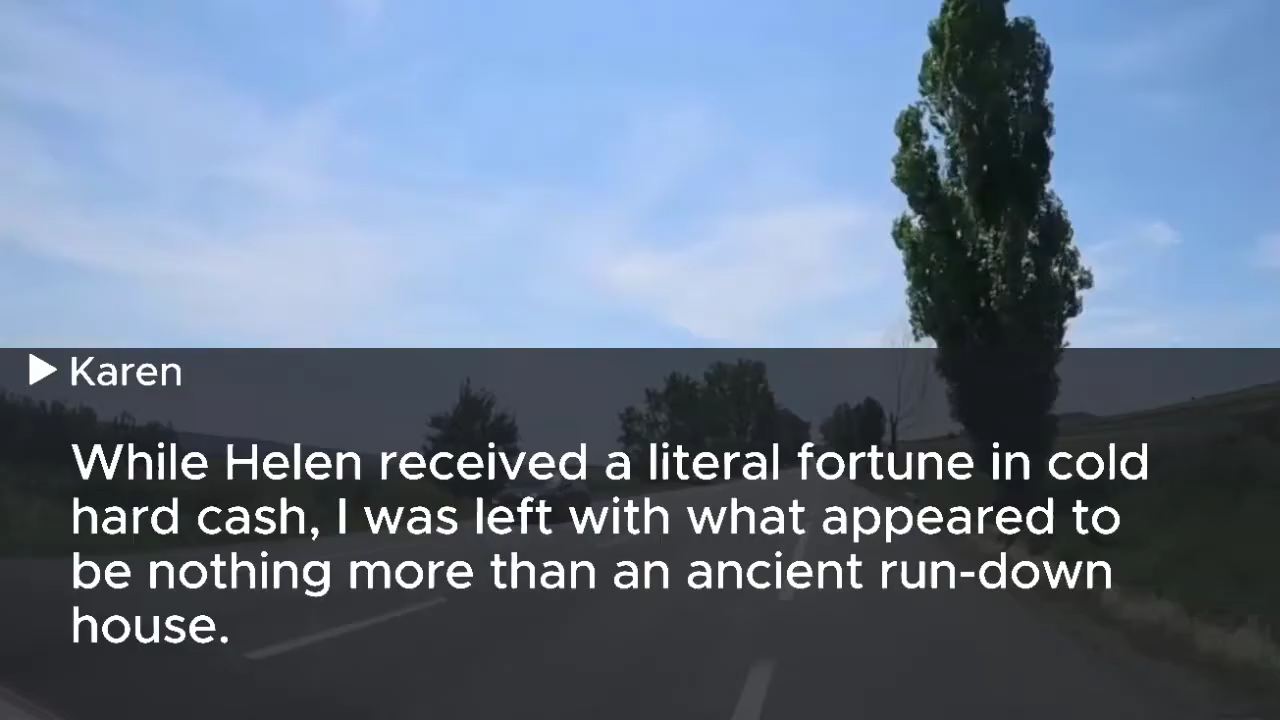 Karen
While Helen received a literal fortune in cold
hard cash, I was left with what appeared to
be nothing more than an ancient run-down
house.